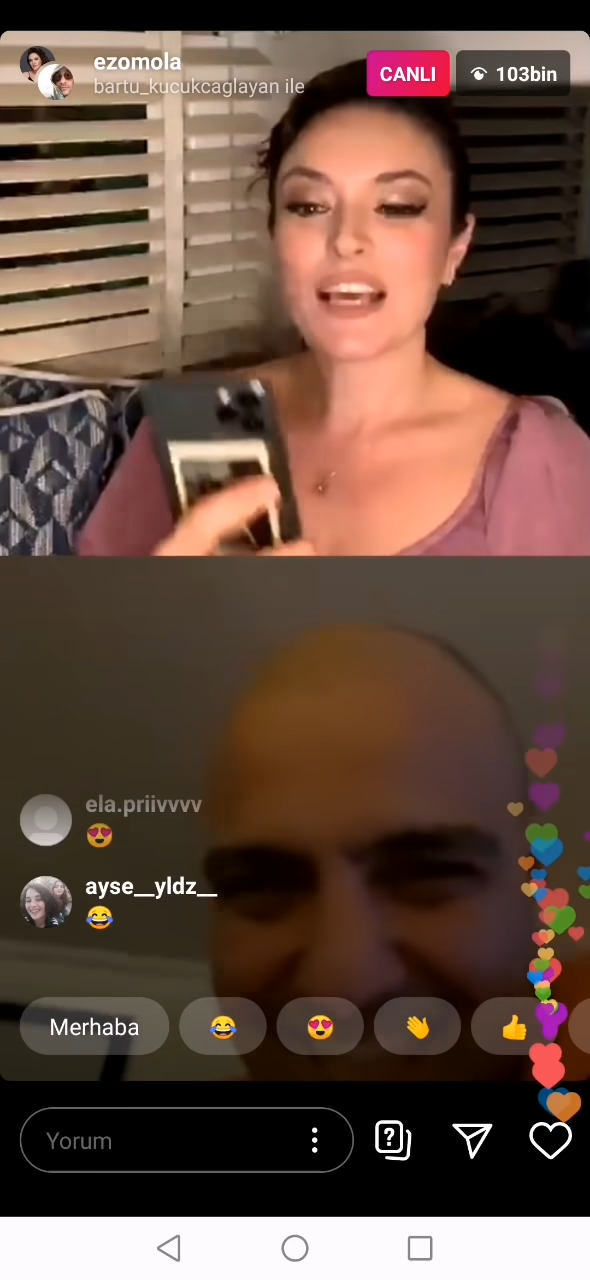 ezomola
bartu_kucukcaglayan ile
CANLI
103bin
ela.priivvvv
😍
ayse__yldz__
😂
Merhaba 😂 😍 👋 👍
Yorum
?